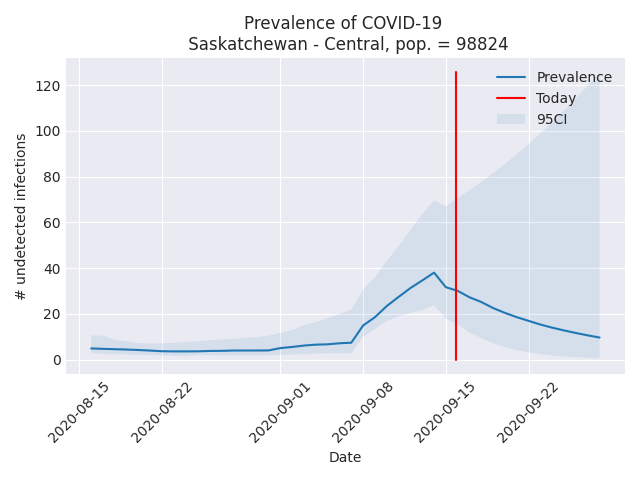 Prevalence of COVID-19
Saskatchewan - Central, pop. = 98824
Prevalence
Today
95CI
120
100
80
60
40
20
0
# undetected infections
2020-08-15
2020-08-22
2020-09-01
2020-09-08
2020-09-15
2020-09-22
Date